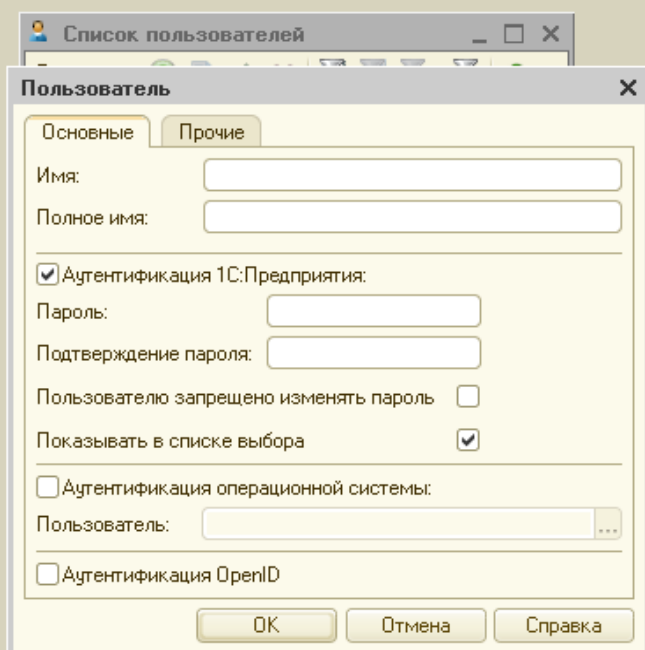 Список пользователей
Пользователь
Основные Прочие
Имя:
Полное имя:
Аутентификация 1С:Предприятия:
Пароль:
Подтверждение пароля:
Пользователю запрещено изменять пароль
Показывать в списке выбора
Аутентификация операционной системы:
Пользователь: ...
Аутентификация OpenID
OK Отмена Справка